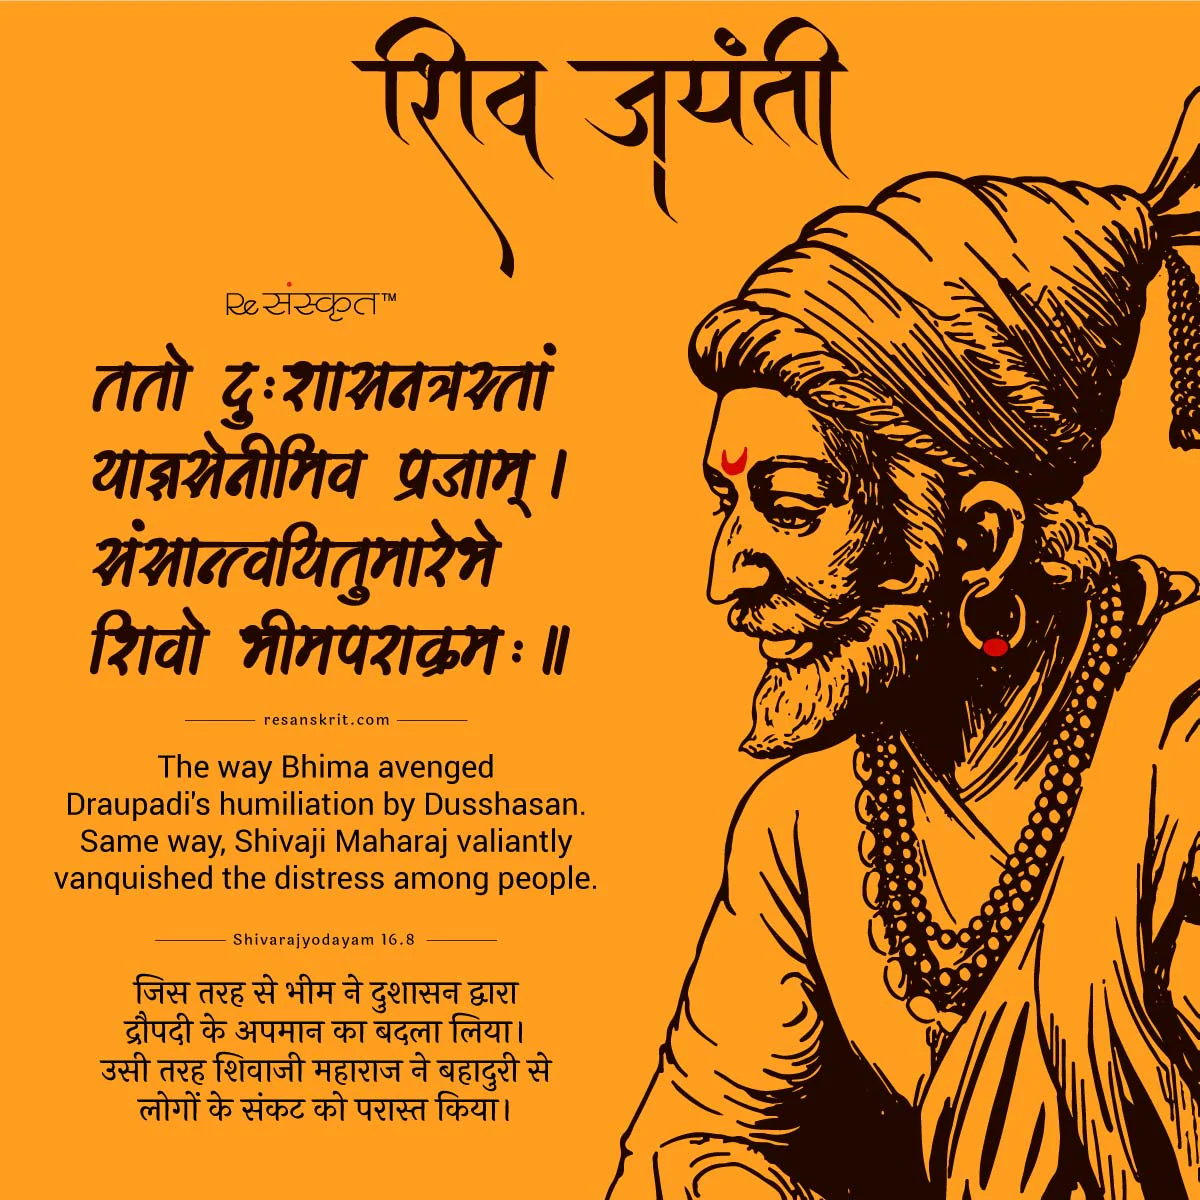 शिव जयंती
Re संस्कृत™
ततो दुःशासनत्रस्तां
याज्ञसेनीमिव प्रजाम् ।
संसान्त्वयितुमारेभे
शिवो भीमपराक्रमः ॥
resanskrit.com
The way Bhima avenged
Draupadi's humiliation by Dusshasan.
Same way, Shivaji Maharaj valiantly
vanquished the distress among people.
Shivarajyodayam 16.8
जिस तरह से भीम ने दुशासन द्वारा
द्रौपदी के अपमान का बदला लिया।
उसी तरह शिवाजी महाराज ने बहादुरी से
लोगों के संकट को परास्त किया।